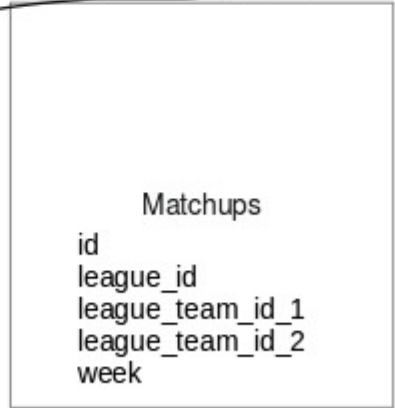 Matchups
id
league_id
league_team_id_1
league_team_id_2
week